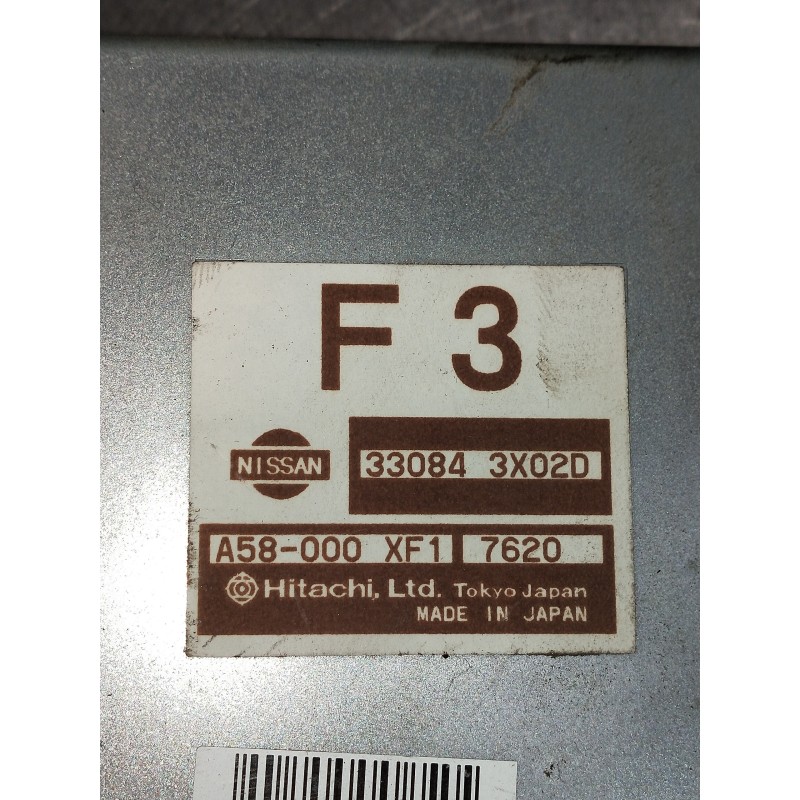 F 3
NISSAN
33084 3X02D
A58-000 XF1 7620
Hitachi, Ltd. Tokyo Japan
MADE IN JAPAN